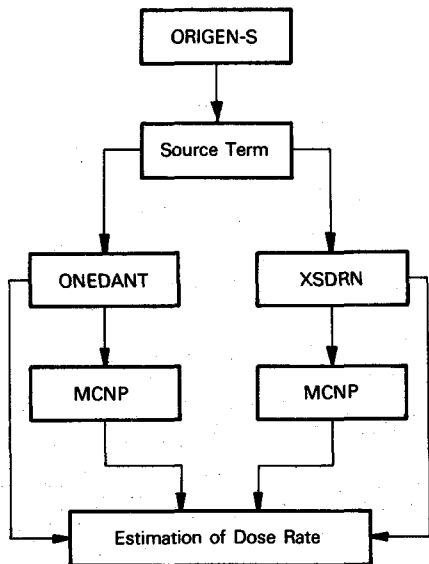 ORIGEN-S
Source Term
ONEDANT
XSDRN
MCNP
MCNP
Estimation of Dose Rate